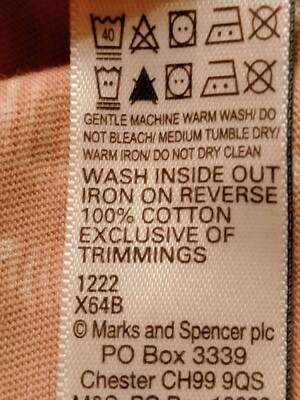 40
GENTLE MACHINE WARM WASH/ DO
NOT BLEACH/ MEDIUM TUMBLE DRY/
WARM IRON/ DO NOT DRY CLEAN
WASH INSIDE OUT
IRON ON REVERSE
100% COTTON
EXCLUSIVE OF
TRIMMINGS
1222
X64B
© Marks and Spencer plc
PO Box 3339
Chester CH99 9QS